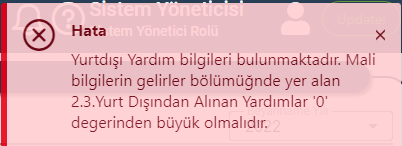 Sistem Yöneticisi
Sistem Yönetici Rolü
Hata
Yurtdışı Yardım bilgileri bulunmaktadır. Mali
bilgilerin gelirler bölümüğnde yer alan
2.3.Yurt Dışından Alınan Yardımlar '0'
degerinden büyük olmalıdır.
2022